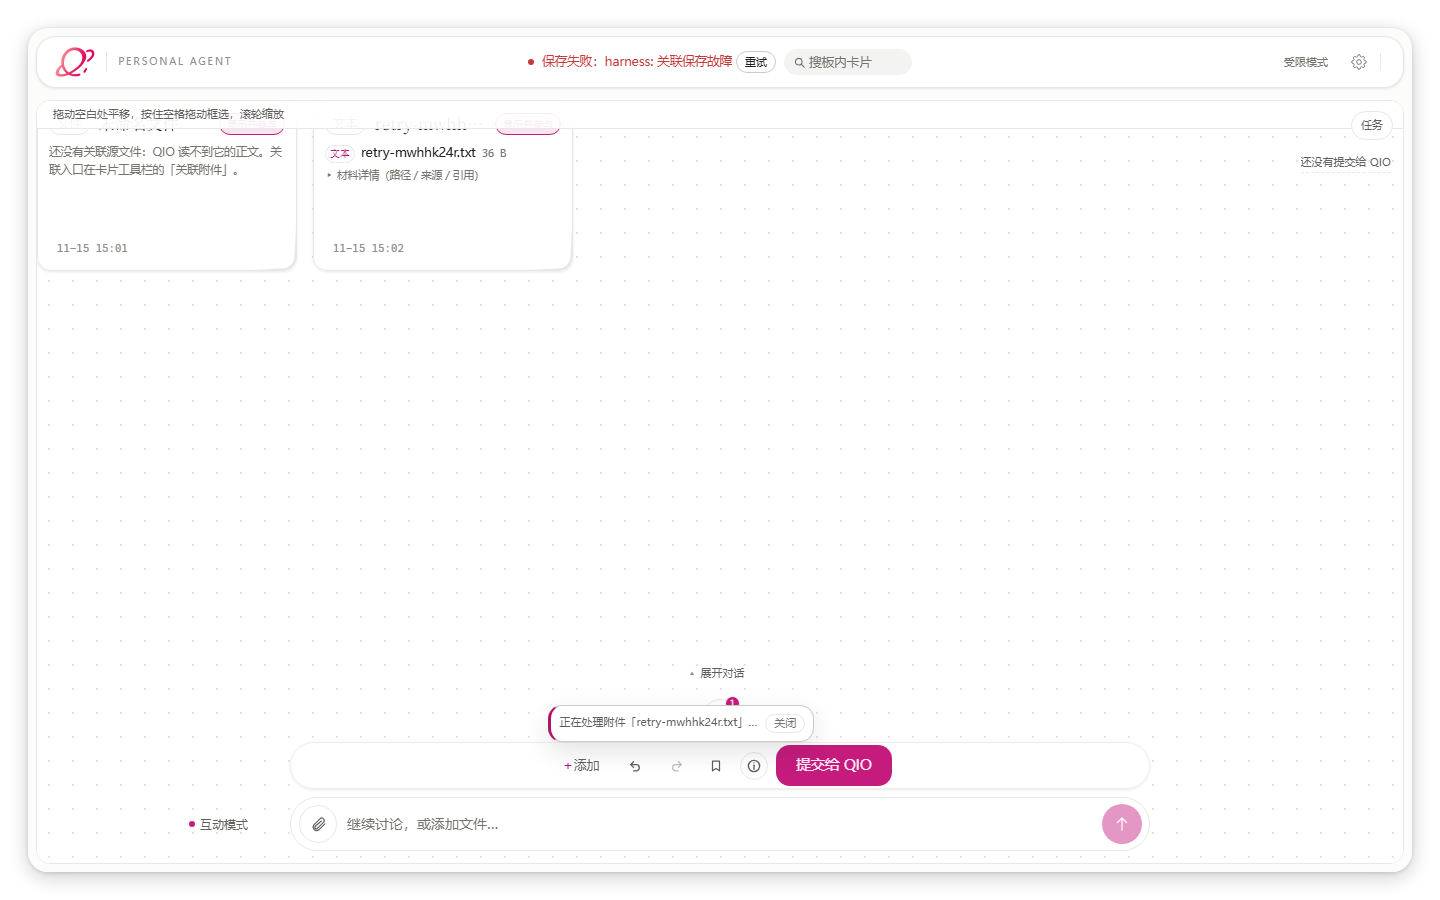 PERSONAL AGENT
保存失败：harness: 关联保存故障
重试
搜板内卡片
受限模式
拖动空白处平移，按住空格拖动框选，滚轮缩放
任务
文本 retry-mwhh…
还没有关联源文件：QIO 读不到它的正文。关
联入口在卡片工具栏的「关联附件」。
11-15 15:01
文本 retry-mwhhk24r.txt 36 B
材料详情（路径 / 来源 / 引用）
11-15 15:02
还没有提交给 QIO
展开对话
1
正在处理附件「retry-mwhhk24r.txt」… 关闭
+添加
提交给 QIO
互动模式
继续讨论，或添加文件...